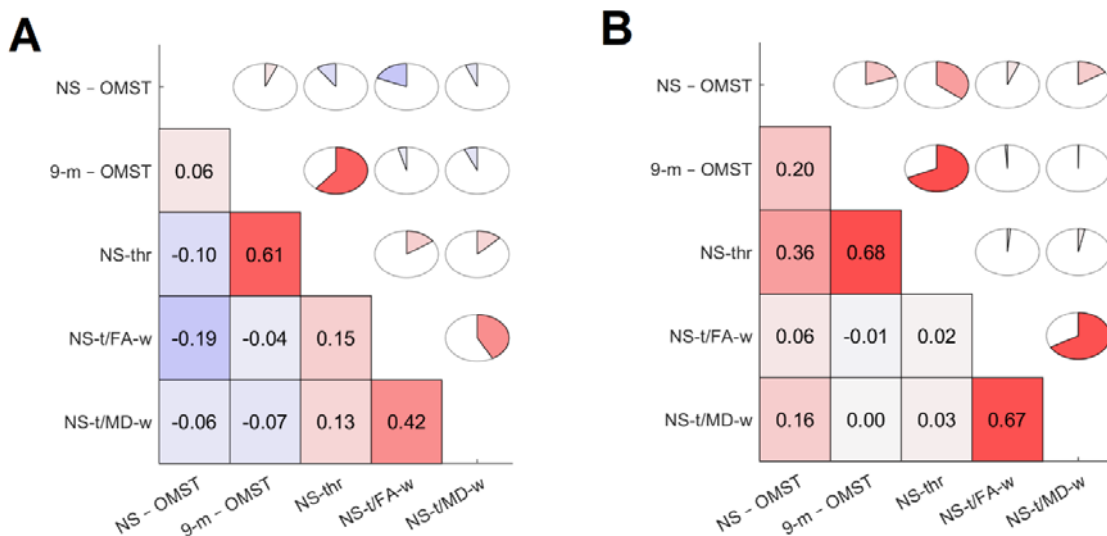 A
NS – OMST
9-m – OMST
0.06
NS-thr
-0.10 0.61
NS-t/FA-w
-0.19 -0.04 0.15
NS-t/MD-w
-0.06 -0.07 0.13 0.42
NS – OMST
9-m – OMST
NS-thr
NS-t/FA-w
NS-t/MD-w
B
NS – OMST
9-m – OMST
0.20
NS-thr
0.36 0.68
NS-t/FA-w
0.06 -0.01 0.02
NS-t/MD-w
0.16 0.00 0.03 0.67
NS – OMST
9-m – OMST
NS-thr
NS-t/FA-w
NS-t/MD-w